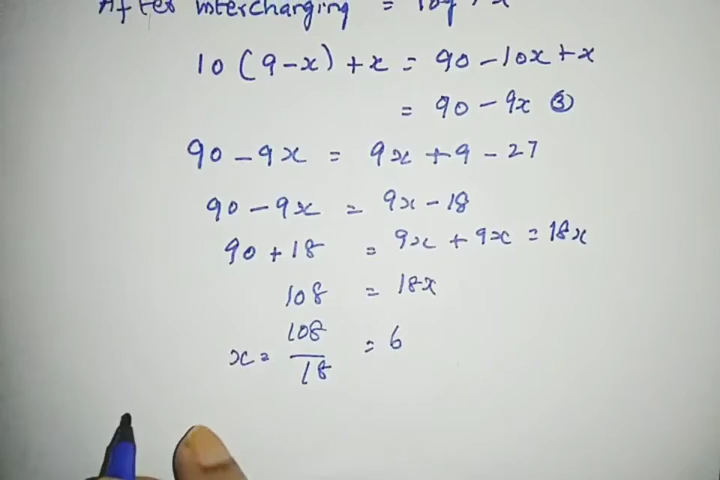 After interchanging = 10y + x
10 (9-x) + x = 90 - 10x + x
= 90 - 9x ③
90 - 9x = 9x + 9 - 27
90 - 9x = 9x - 18
90 + 18 = 9x + 9x = 18x
108 = 18x
x = 108/18 = 6